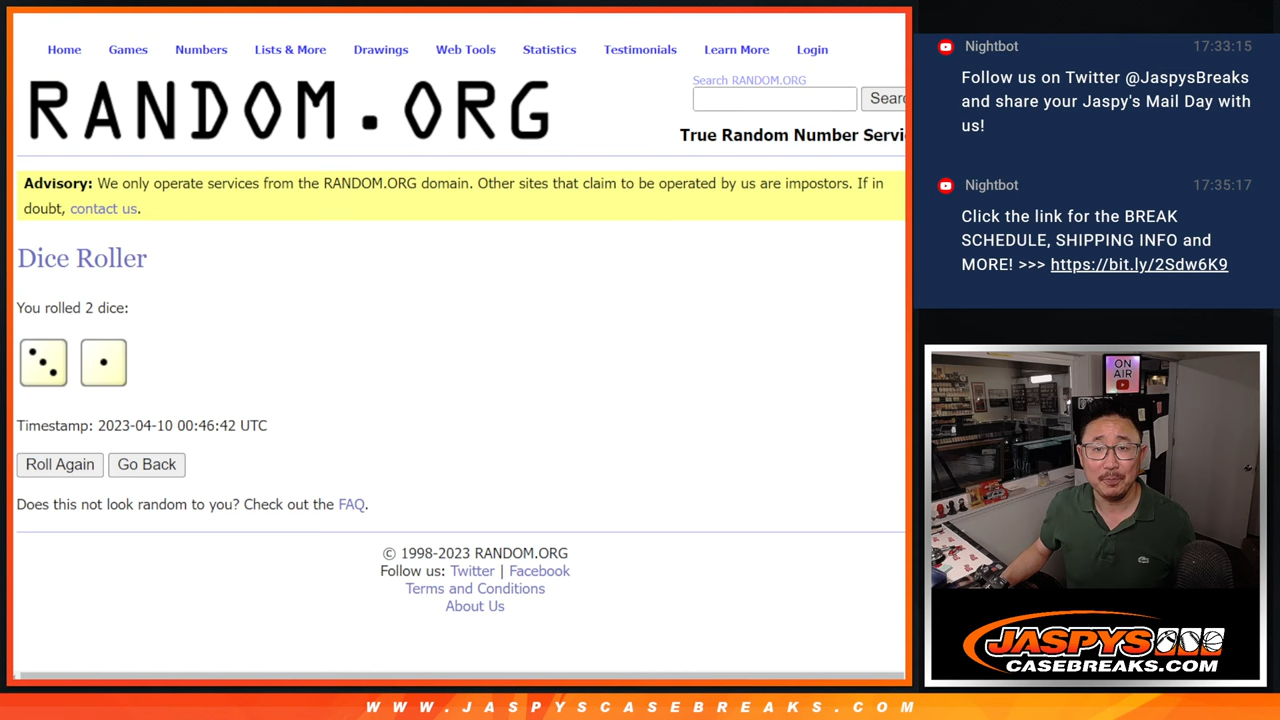 Home Games Numbers Lists & More Drawings Web Tools Statistics Testimonials Learn More Login
RANDOM.ORG
Search RANDOM.ORG
Searc
True Random Number Servi
Advisory: We only operate services from the RANDOM.ORG domain. Other sites that claim to be operated by us are impostors. If in
doubt, contact us.
Dice Roller
You rolled 2 dice:
Timestamp: 2023-04-10 00:46:42 UTC
Roll Again Go Back
Does this not look random to you? Check out the FAQ.
© 1998-2023 RANDOM.ORG
Follow us: Twitter | Facebook
Terms and Conditions
About Us
Nightbot 17:33:15
Follow us on Twitter @JaspysBreaks
and share your Jaspy's Mail Day with
us!
Nightbot 17:35:17
Click the link for the BREAK
SCHEDULE, SHIPPING INFO and
MORE! >>> https://bit.ly/2Sdw6K9
ON
AIR
JASPYS
CASEBREAKS.COM
WWW.JASPYSCASEBREAKS.COM